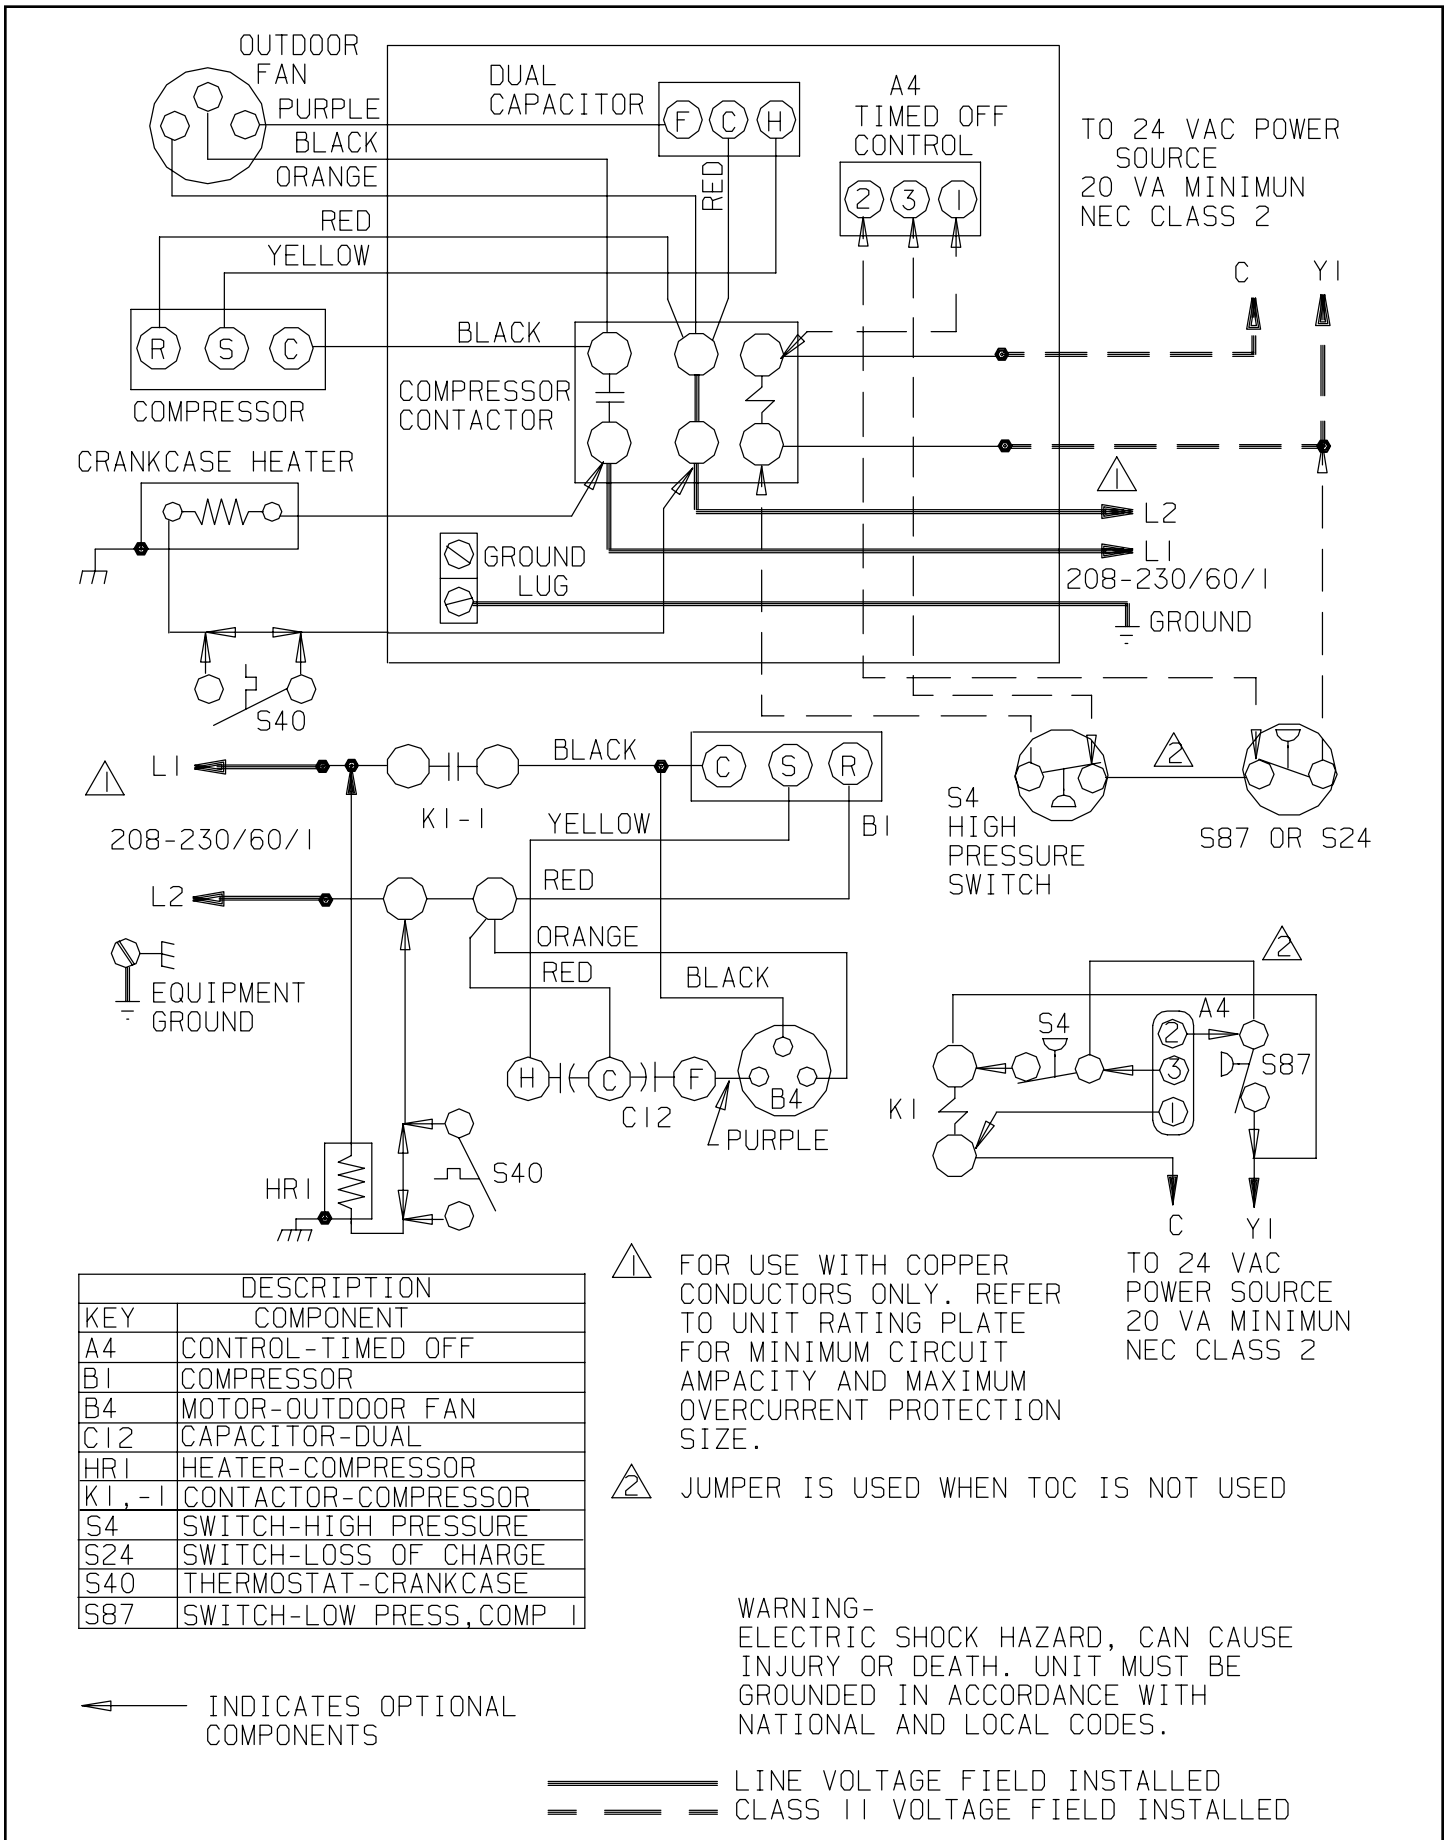 OUTDOOR
FAN
PURPLE
BLACK
ORANGE
RED
YELLOW
DUAL
CAPACITOR
F C H
RED
A4
TIMED OFF
CONTROL
2 3 1
TO 24 VAC POWER
SOURCE
20 VA MINIMUN
NEC CLASS 2
C Y1
R S C
COMPRESSOR
BLACK
COMPRESSOR
CONTACTOR
CRANKCASE HEATER
GROUND
LUG
1
L2
L1
208-230/60/1
GROUND
S40
1
L1
208-230/60/1
L2
K1-1
BLACK
C S R
B1
YELLOW
RED
ORANGE
RED
BLACK
EQUIPMENT
GROUND
H C F
C12
B4
PURPLE
HR1
S40
S4
HIGH
PRESSURE
SWITCH
2
S87 OR S24
2
A4
S4
2
3
1
S87
K1
C Y1
TO 24 VAC
POWER SOURCE
20 VA MINIMUN
NEC CLASS 2
DESCRIPTION
KEY COMPONENT
A4 CONTROL-TIMED OFF
B1 COMPRESSOR
B4 MOTOR-OUTDOOR FAN
C12 CAPACITOR-DUAL
HR1 HEATER-COMPRESSOR
K1,-1 CONTACTOR-COMPRESSOR
S4 SWITCH-HIGH PRESSURE
S24 SWITCH-LOSS OF CHARGE
S40 THERMOSTAT-CRANKCASE
S87 SWITCH-LOW PRESS,COMP 1
1 FOR USE WITH COPPER
CONDUCTORS ONLY. REFER
TO UNIT RATING PLATE
FOR MINIMUM CIRCUIT
AMPACITY AND MAXIMUM
OVERCURRENT PROTECTION
SIZE.
2 JUMPER IS USED WHEN TOC IS NOT USED
WARNING-
ELECTRIC SHOCK HAZARD, CAN CAUSE
INJURY OR DEATH. UNIT MUST BE
GROUNDED IN ACCORDANCE WITH
NATIONAL AND LOCAL CODES.
INDICATES OPTIONAL
COMPONENTS
LINE VOLTAGE FIELD INSTALLED
CLASS 11 VOLTAGE FIELD INSTALLED